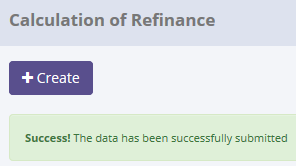 Calculation of Refinance
+ Create
Success! The data has been successfully submitted